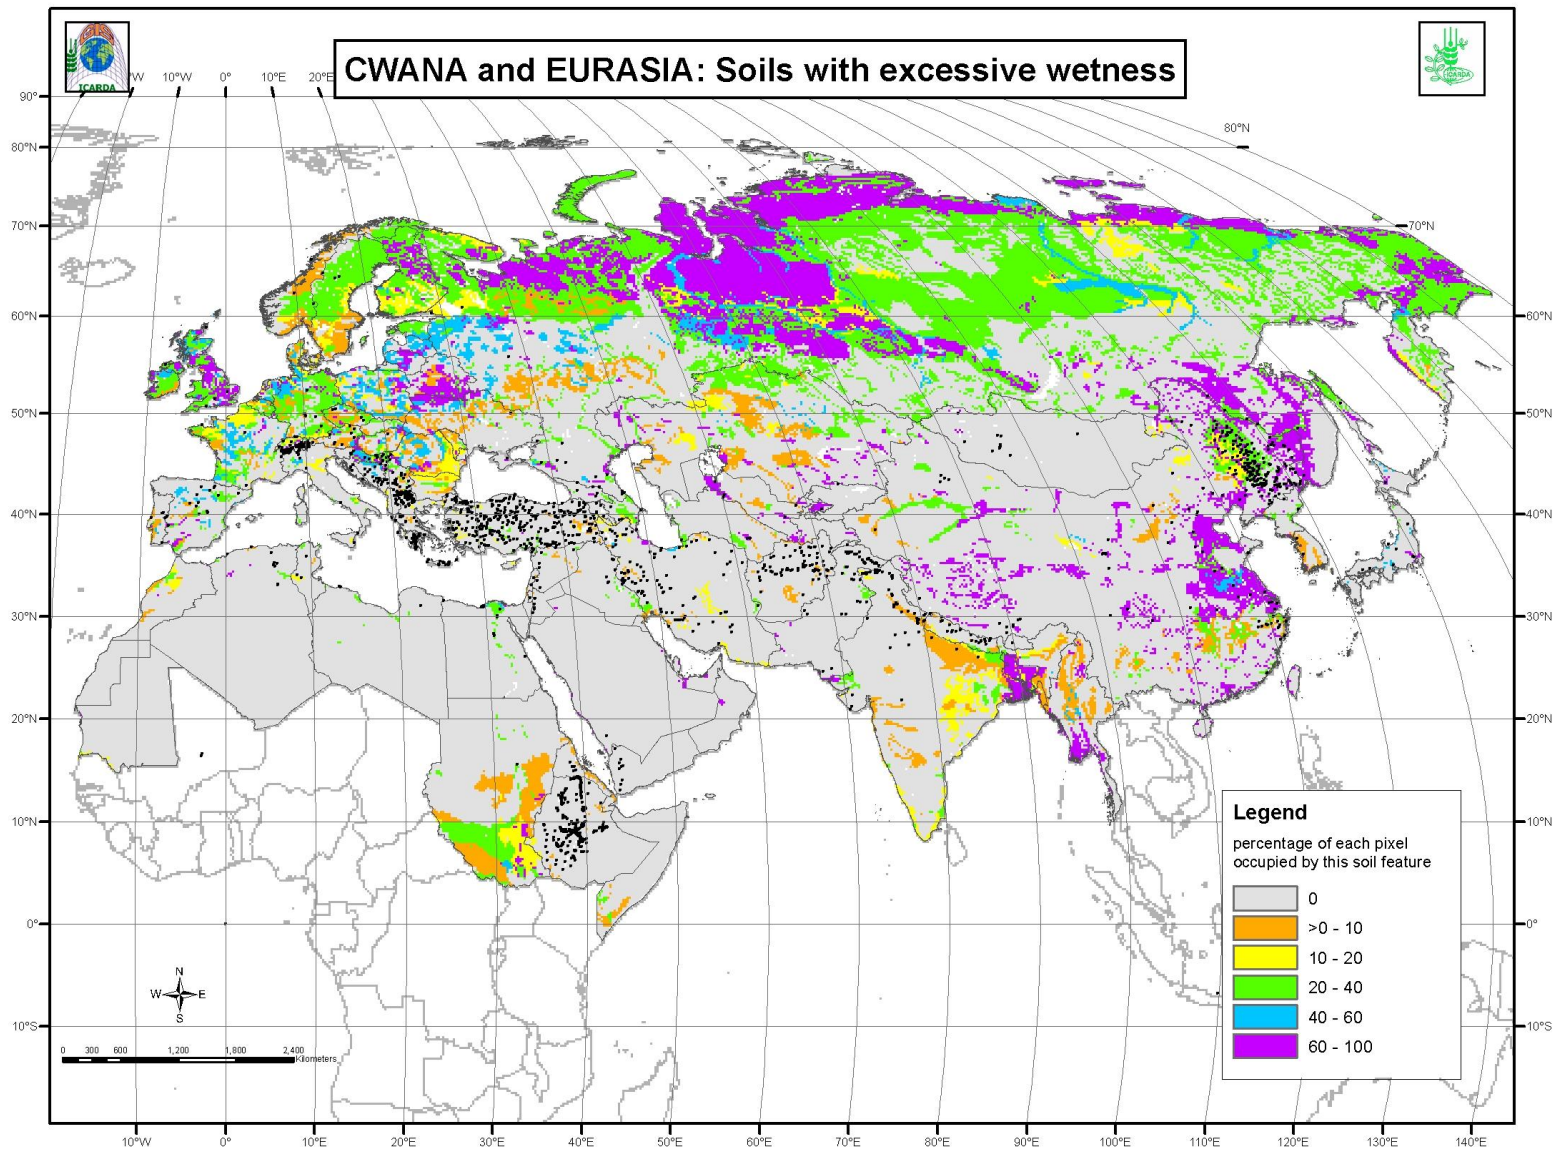 CWANA and EURASIA: Soils with excessive wetness
ICARDA
ICARDA
10°W 0° 10°E
90°
80°N
70°N
60°N
50°N
40°N
30°N
20°N
10°N
0°
10°S
80°N
70°N
60°N
50°N
40°N
30°N
20°N
10°N
0°
10°S
Legend
percentage of each pixel
occupied by this soil feature
0
>0 - 10
10 - 20
20 - 40
40 - 60
60 - 100
N
W E
S
0 300 600 1,200 1,800 2,400
Kilometers
10°W 0° 10°E 20°E 30°E 40°E 50°E 60°E 70°E 80°E 90°E 100°E 110°E 120°E 130°E 140°E